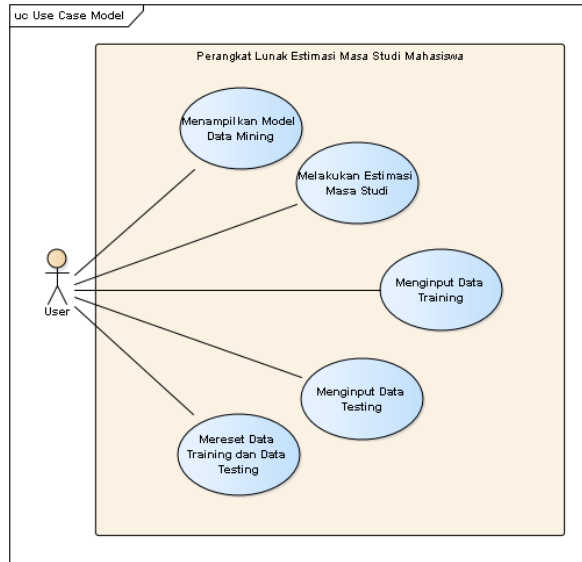 uc Use Case Model
Perangkat Lunak Estimasi Masa Studi Mahasiswa
Menampilkan Model
Data Mining
Melakukan Estimasi
Masa Studi
User
Menginput Data
Training
Menginput Data
Testing
Mereset Data
Training dan Data
Testing